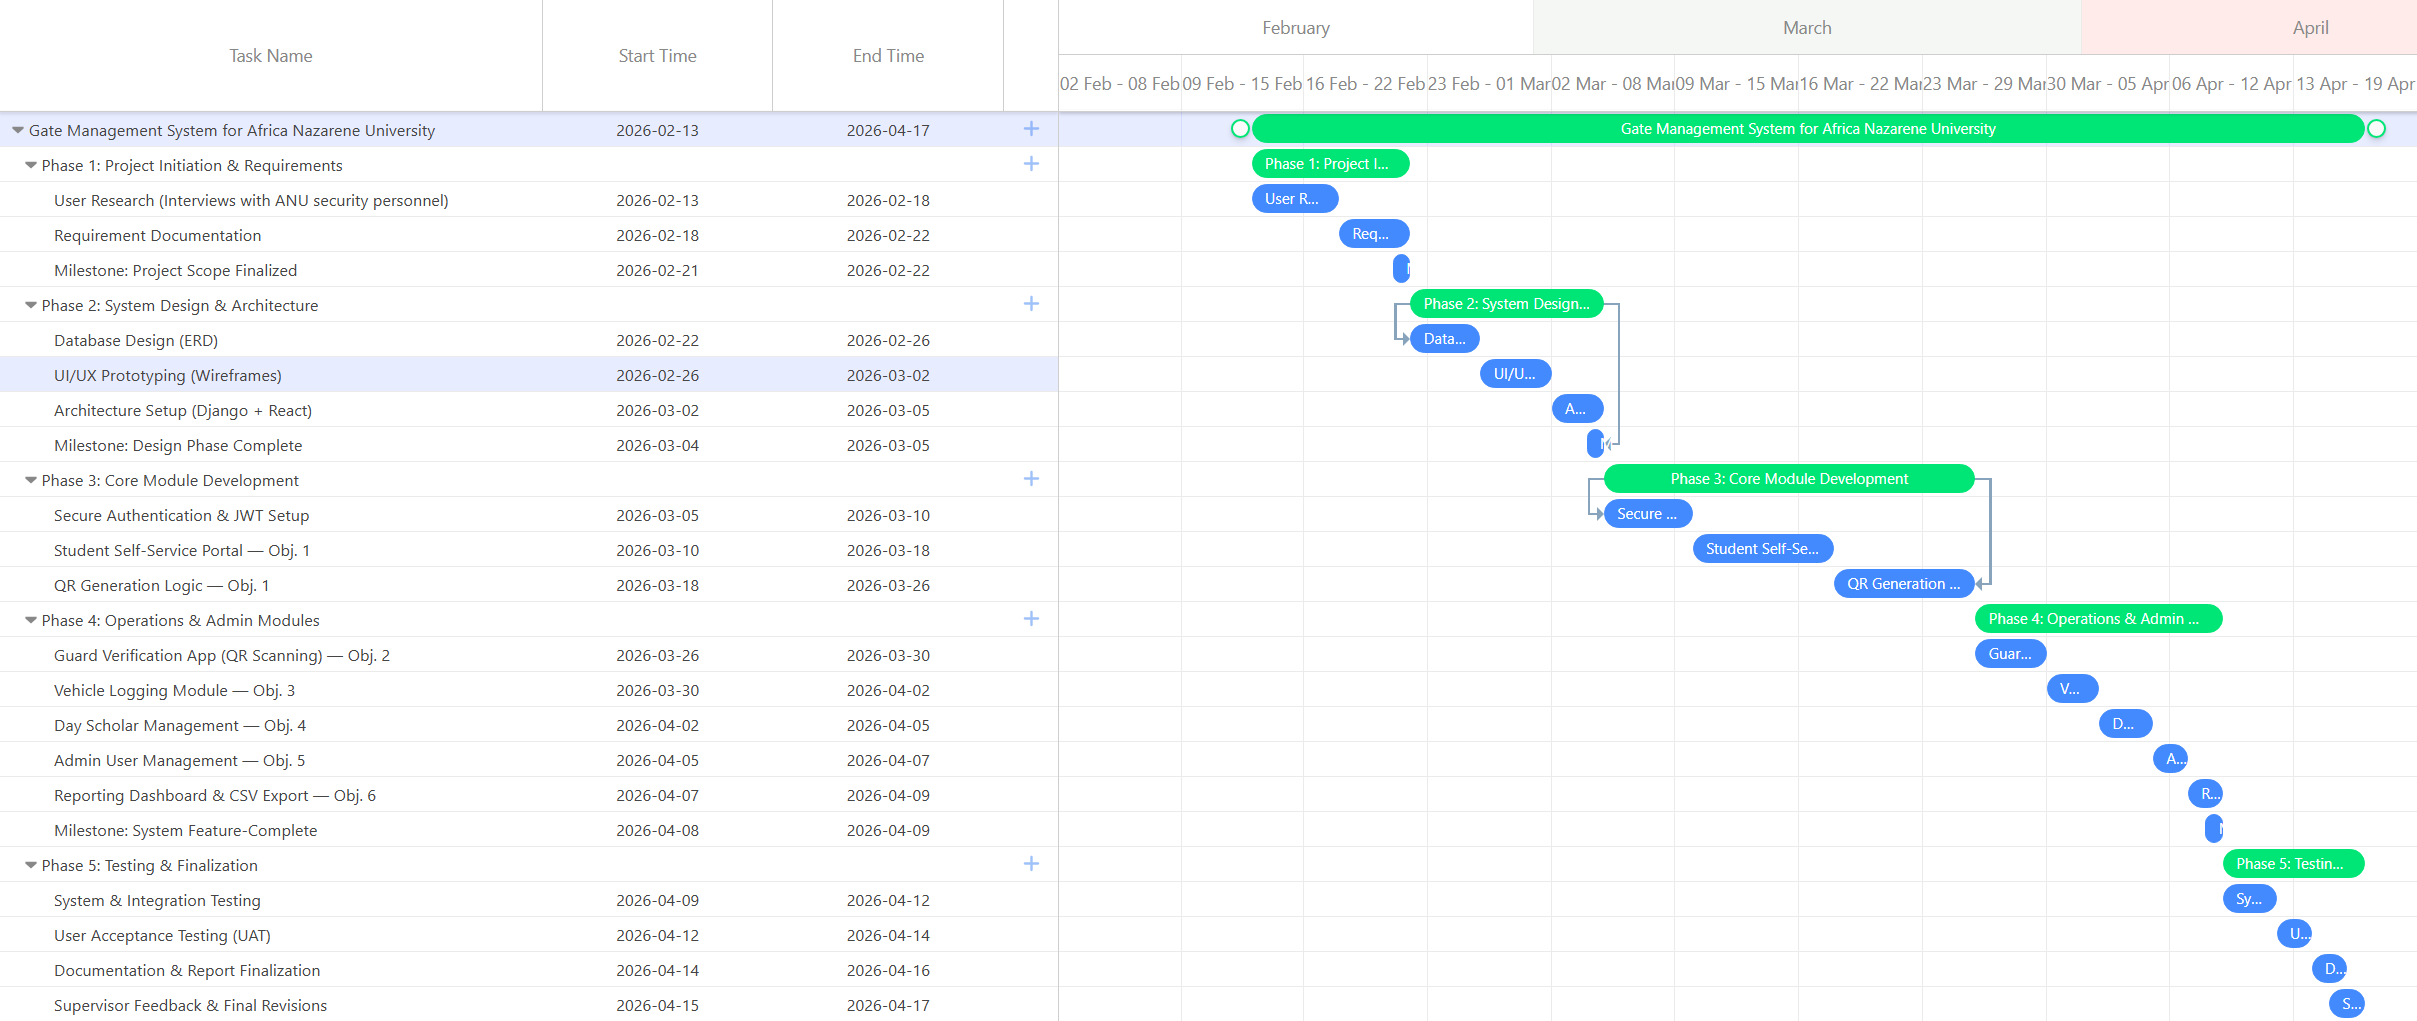 Task Name Start Time End Time February March April
02 Feb - 08 Feb 09 Feb - 15 Feb 16 Feb - 22 Feb 23 Feb - 01 Mar 02 Mar - 08 Mar 09 Mar - 15 Mar 16 Mar - 22 Mar 23 Mar - 29 Mar 30 Mar - 05 Apr 06 Apr - 12 Apr 13 Apr - 19 Apr
Gate Management System for Africa Nazarene University 2026-02-13 2026-04-17 + Gate Management System for Africa Nazarene University
Phase 1: Project Initiation & Requirements + Phase 1: Project I...
User Research (Interviews with ANU security personnel) 2026-02-13 2026-02-18 User R...
Requirement Documentation 2026-02-18 2026-02-22 Req...
Milestone: Project Scope Finalized 2026-02-21 2026-02-22
Phase 2: System Design & Architecture + Phase 2: System Design...
Database Design (ERD) 2026-02-22 2026-02-26 Data...
UI/UX Prototyping (Wireframes) 2026-02-26 2026-03-02 UI/U...
Architecture Setup (Django + React) 2026-03-02 2026-03-05 A...
Milestone: Design Phase Complete 2026-03-04 2026-03-05
Phase 3: Core Module Development + Phase 3: Core Module Development
Secure Authentication & JWT Setup 2026-03-05 2026-03-10 Secure ...
Student Self-Service Portal — Obj. 1 2026-03-10 2026-03-18 Student Self-Se...
QR Generation Logic — Obj. 1 2026-03-18 2026-03-26 QR Generation ...
Phase 4: Operations & Admin Modules + Phase 4: Operations & Admin ...
Guard Verification App (QR Scanning) — Obj. 2 2026-03-26 2026-03-30 Guar...
Vehicle Logging Module — Obj. 3 2026-03-30 2026-04-02 V...
Day Scholar Management — Obj. 4 2026-04-02 2026-04-05 D...
Admin User Management — Obj. 5 2026-04-05 2026-04-07 A...
Reporting Dashboard & CSV Export — Obj. 6 2026-04-07 2026-04-09 R...
Milestone: System Feature-Complete 2026-04-08 2026-04-09
Phase 5: Testing & Finalization + Phase 5: Testin...
System & Integration Testing 2026-04-09 2026-04-12 Sy...
User Acceptance Testing (UAT) 2026-04-12 2026-04-14 U...
Documentation & Report Finalization 2026-04-14 2026-04-16 D...
Supervisor Feedback & Final Revisions 2026-04-15 2026-04-17 S...